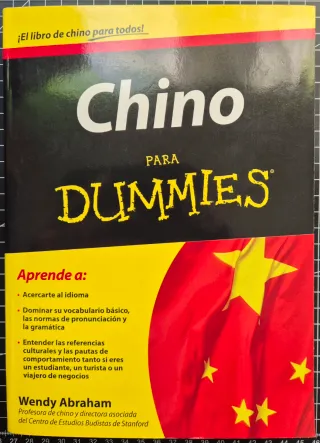 ¡El libro de chino para todos!
Chino
PARA
DUMMIES®
Aprende a:
• Acercarte al idioma
• Dominar su vocabulario básico,
las normas de pronunciación y
la gramática
• Entender las referencias
culturales y las pautas de
comportamiento tanto si eres
un estudiante, un turista o un
viajero de negocios
Wendy Abraham
Profesora de chino y directora asociada
del Centro de Estudios Budistas de Stanford